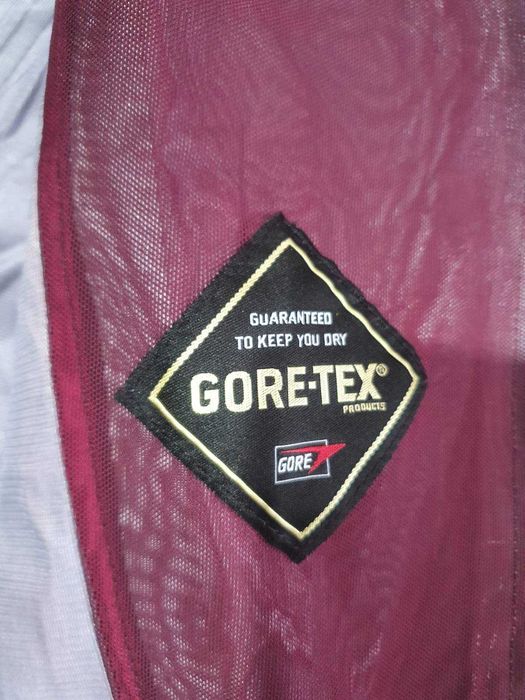 GUARANTEED
TO KEEP YOU DRY
GORE-TEX®
PRODUCTS
GORE